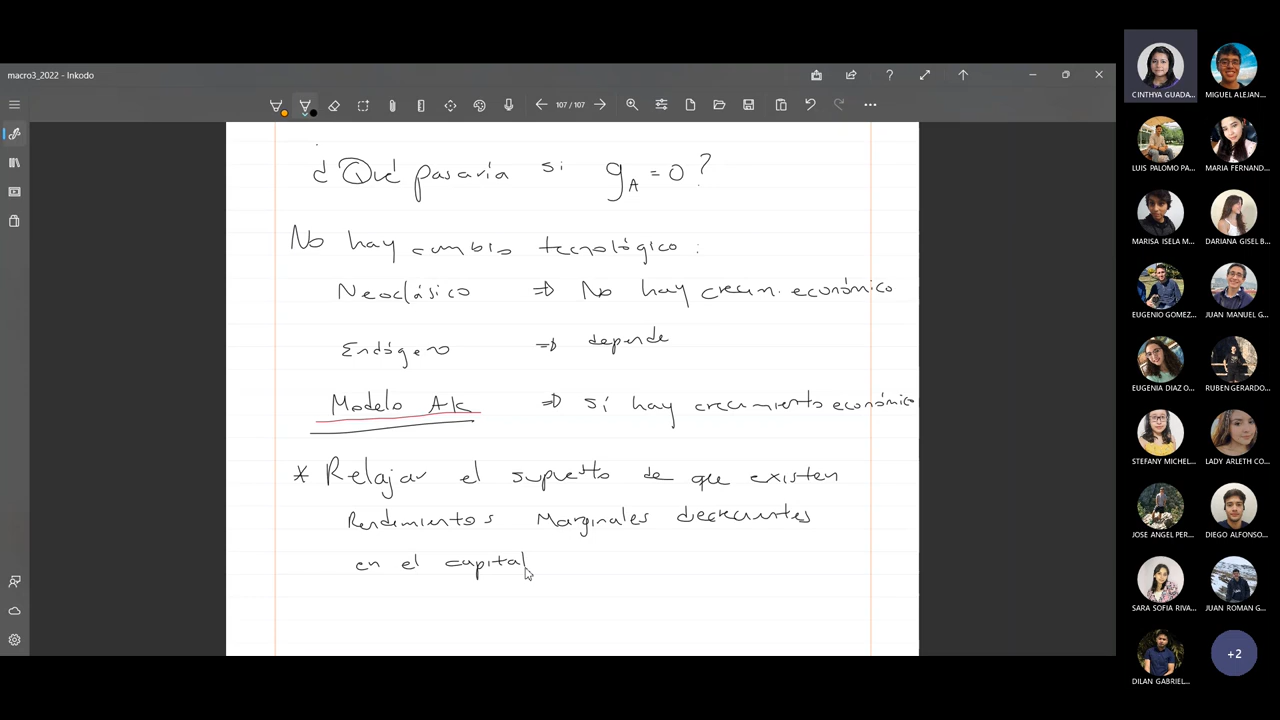 macro3_2022 - Inkodo
107 / 107
¿Qué pasaría si gA = 0?
No hay cambio tecnológico:
Neoclásico ⇒ No hay crecim. económico
Endógeno ⇒ depende
Modelo AK ⇒ sí hay crecimiento económico
* Relajar el supuesto de que existen
Rendimientos Marginales decrecientes
en el capital
CINTHYA GUADA...
MIGUEL ALEJAN...
LUIS PALOMO PA...
MARIA FERNAND...
MARISA ISELA M...
DARIANA GISEL B...
EUGENIO GOMEZ...
JUAN MANUEL G...
EUGENIA DIAZ O...
RUBEN GERARDO...
STEFANY MICHEL...
LADY ARLETH CO...
JOSE ANGEL PER...
DIEGO ALFONSO...
SARA SOFIA RIVA...
JUAN ROMAN G...
DILAN GABRIEL...
+2